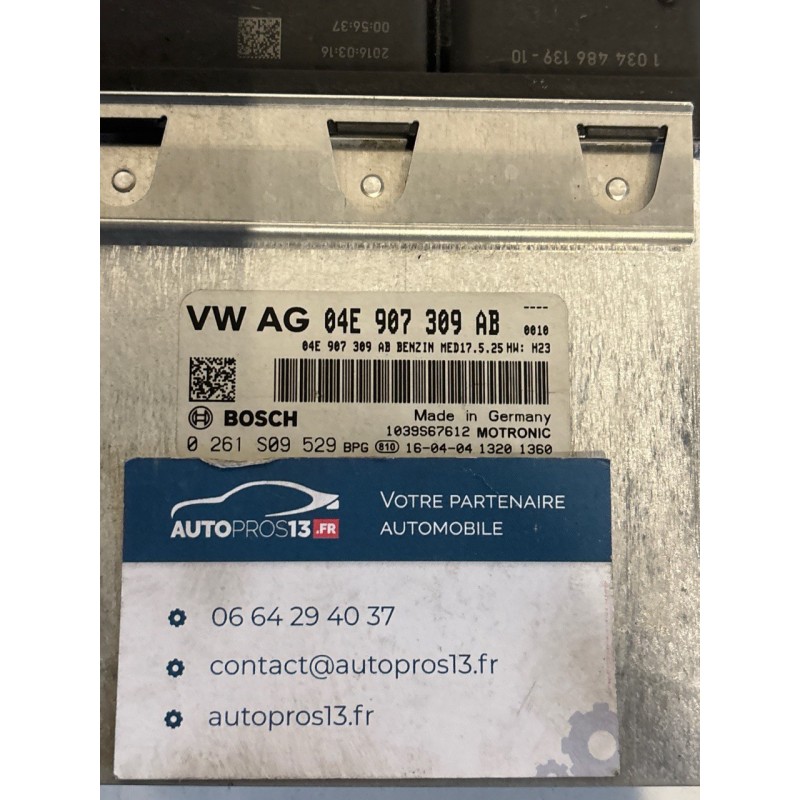 00:56:37
2016:03:16
1 034 486 139 - 10
VW AG 04E 907 309 AB ----
0010
04E 907 309 AB BENZIN MED17.5.25 HW: H23
BOSCH
Made in Germany
1039S67612 MOTRONIC
0 261 S09 529 BPG 810 16-04-04 1320 1360
AUTOPROS13.FR
VOTRE PARTENAIRE
AUTOMOBILE
06 64 29 40 37
contact@autopros13.fr
autopros13.fr